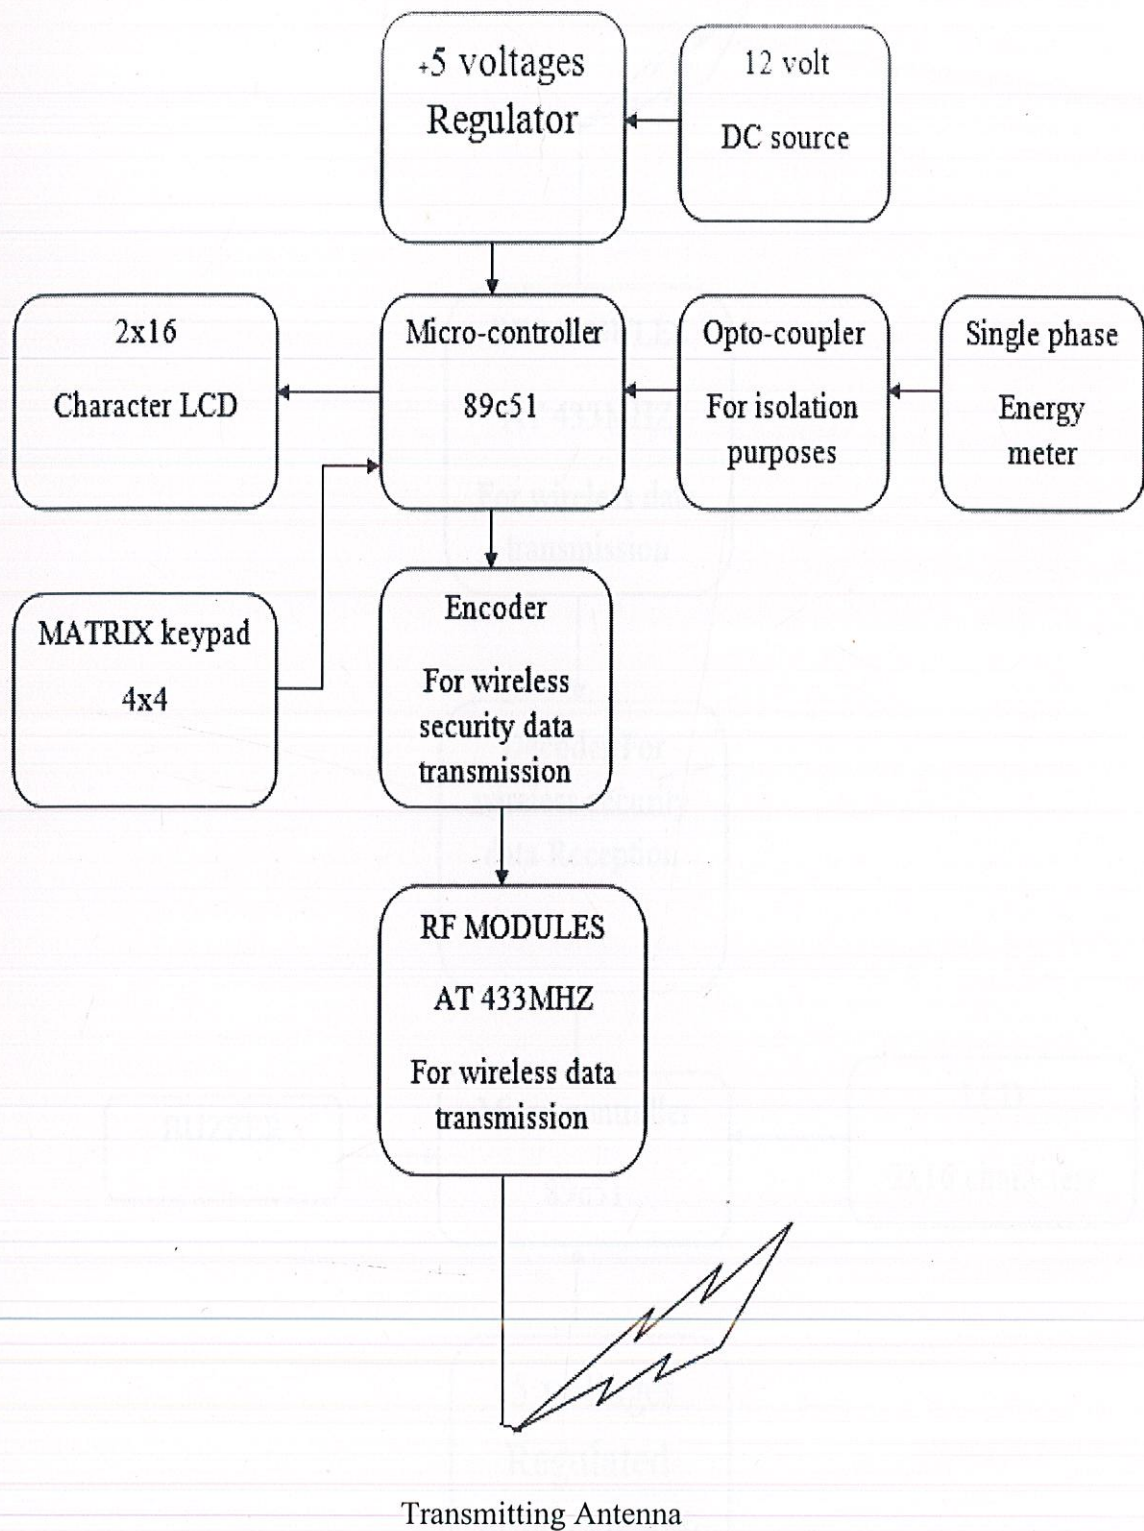 +5 voltages
Regulator
12 volt
DC source
2x16
Character LCD
Micro-controller
89c51
Opto-coupler
For isolation
purposes
Single phase
Energy
meter
MATRIX keypad
4x4
Encoder
For wireless
security data
transmission
RF MODULES
AT 433MHZ
For wireless data
transmission
Transmitting Antenna